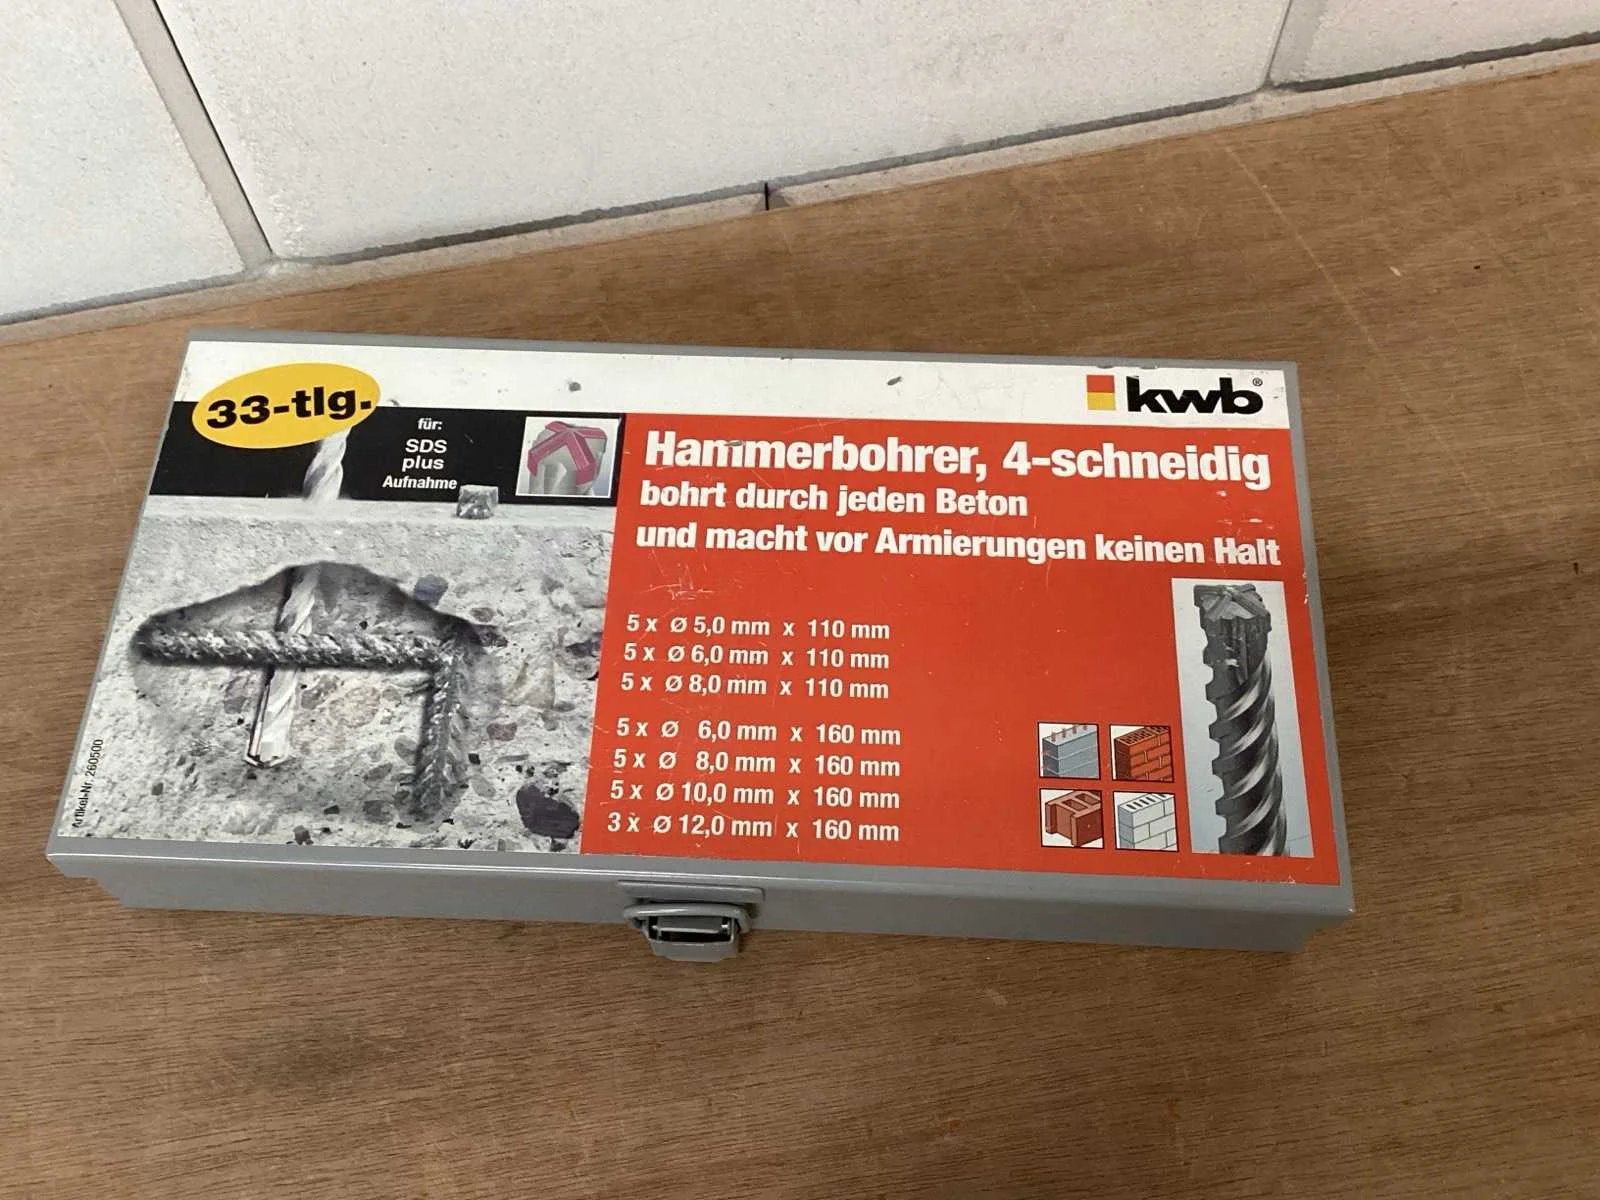 33-tlg.
für:
SDS
plus
Aufnahme
kwb®
Hammerbohrer, 4-schneidig
bohrt durch jeden Beton
und macht vor Armierungen keinen Halt
5 x Ø 5,0 mm x 110 mm
5 x Ø 6,0 mm x 110 mm
5 x Ø 8,0 mm x 110 mm
5 x Ø 6,0 mm x 160 mm
5 x Ø 8,0 mm x 160 mm
5 x Ø 10,0 mm x 160 mm
3 x Ø 12,0 mm x 160 mm
Artikel-Nr. 260500